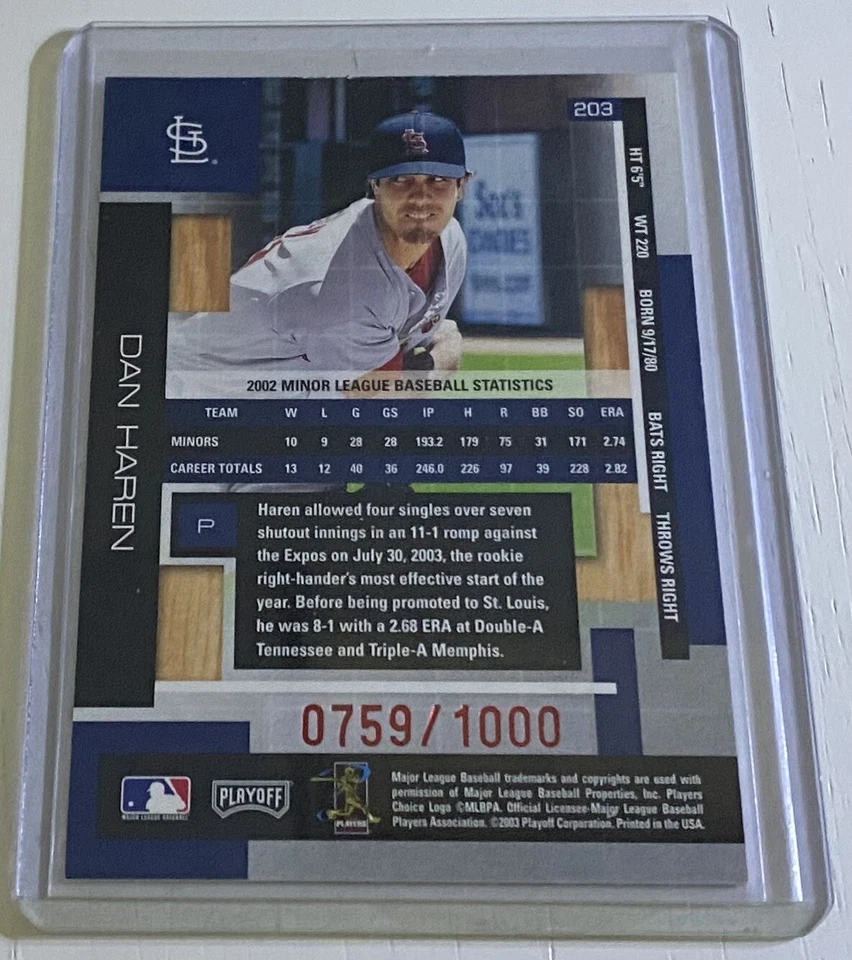 203
HT 6'5" WT 220 BORN 9/17/80 BATS RIGHT THROWS RIGHT
DAN HAREN
2002 MINOR LEAGUE BASEBALL STATISTICS
TEAM W L G GS IP H R BB SO ERA
MINORS 10 9 28 28 193.2 179 75 31 171 2.74
CAREER TOTALS 13 12 40 36 246.0 226 97 39 228 2.82
P
Haren allowed four singles over seven
shutout innings in an 11-1 romp against
the Expos on July 30, 2003, the rookie
right-hander's most effective start of the
year. Before being promoted to St. Louis,
he was 8-1 with a 2.68 ERA at Double-A
Tennessee and Triple-A Memphis.
0759/1000
MAJOR LEAGUE BASEBALL
PLAYOFF
PLAYERS
Major League Baseball trademarks and copyrights are used with
permission of Major League Baseball Properties, Inc. Players
Choice Logo ©MLBPA. Official Licensee-Major League Baseball
Players Association. ©2003 Playoff Corporation. Printed in the USA.